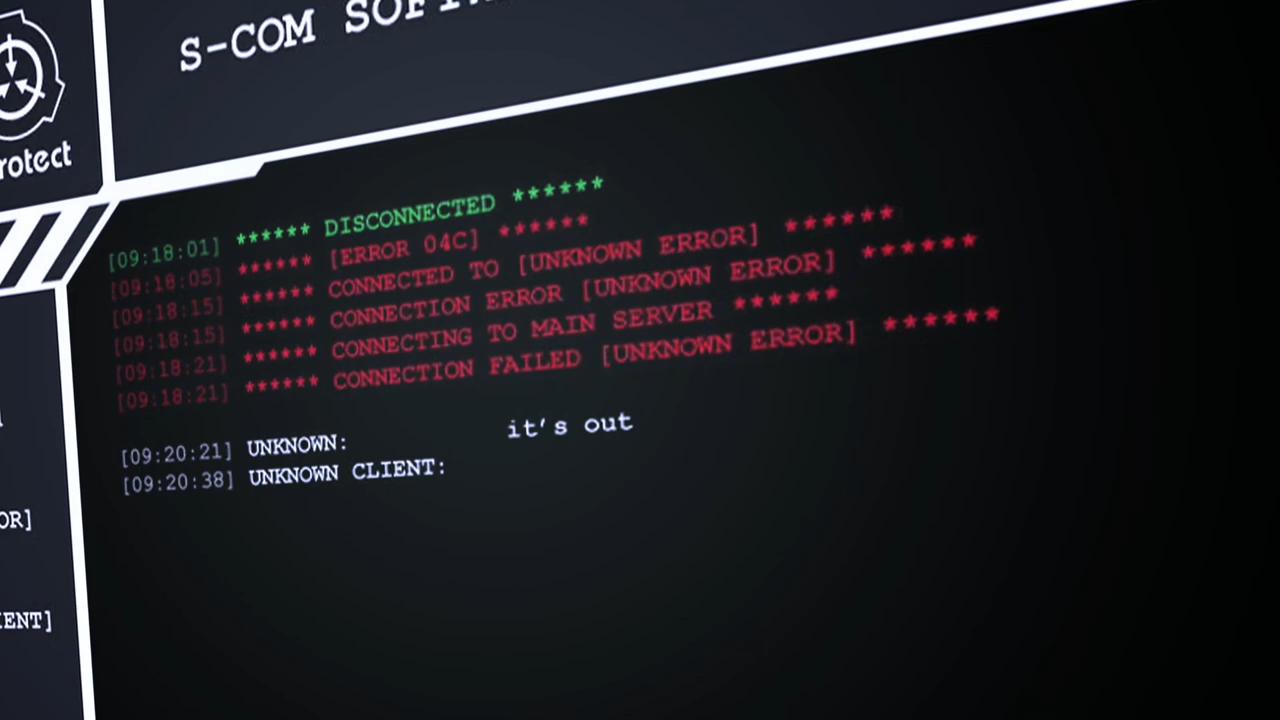 S-COM
rotect
[09:18:01] ****** DISCONNECTED ******
[09:18:05] ****** [ERROR 04C] ******
[09:18:15] ****** CONNECTED TO [UNKNOWN ERROR] ******
[09:18:15] ****** CONNECTION ERROR [UNKNOWN ERROR] ******
[09:18:21] ****** CONNECTING TO MAIN SERVER ******
[09:18:21] ****** CONNECTION FAILED [UNKNOWN ERROR] ******
[09:20:21] UNKNOWN: it's out
[09:20:38] UNKNOWN CLIENT:
OR]
IENT]